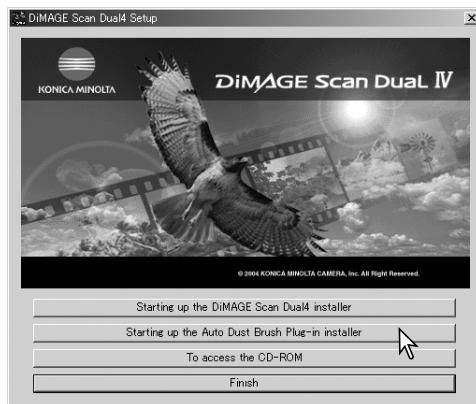 DiMAGE Scan Dual4 Setup
KONICA MINOLTA
DiMAGE Scan Dual IV
© 2004 KONICA MINOLTA CAMERA, Inc. All Right Reserved.
Starting up the DiMAGE Scan Dual4 installer
Starting up the Auto Dust Brush Plug-in installer
To access the CD-ROM
Finish